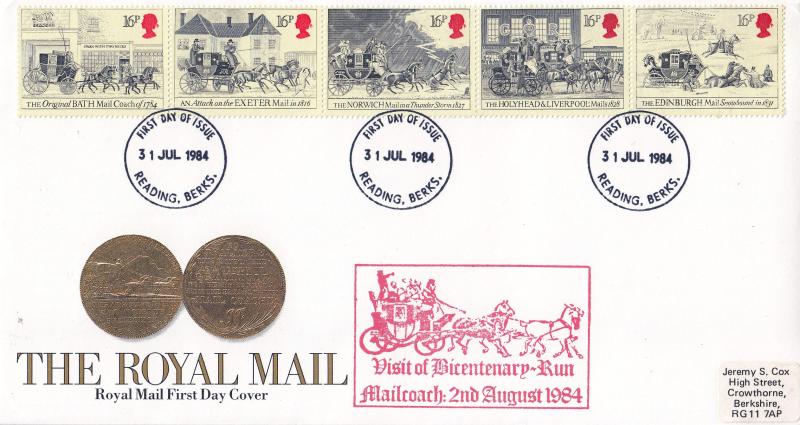 16P
16P
16P
16P
16P
THE Original BATH Mail Coach of 1784
AN Attack on the EXETER Mail in 1816
THE NORWICH Mail in a Thunder Storm 1827
THE HOLYHEAD & LIVERPOOL Mails 1828
THE EDINBURGH Mail Snowbound in 1831
FIRST DAY OF ISSUE
31 JUL 1984
READING, BERKS.
FIRST DAY OF ISSUE
31 JUL 1984
READING, BERKS.
FIRST DAY OF ISSUE
31 JUL 1984
READING, BERKS.
THE ROYAL MAIL
Royal Mail First Day Cover
Visit of Bicentenary-Run
Mailcoach: 2nd August 1984
Jeremy S. Cox
High Street,
Crowthorne,
Berkshire,
RG11 7AP